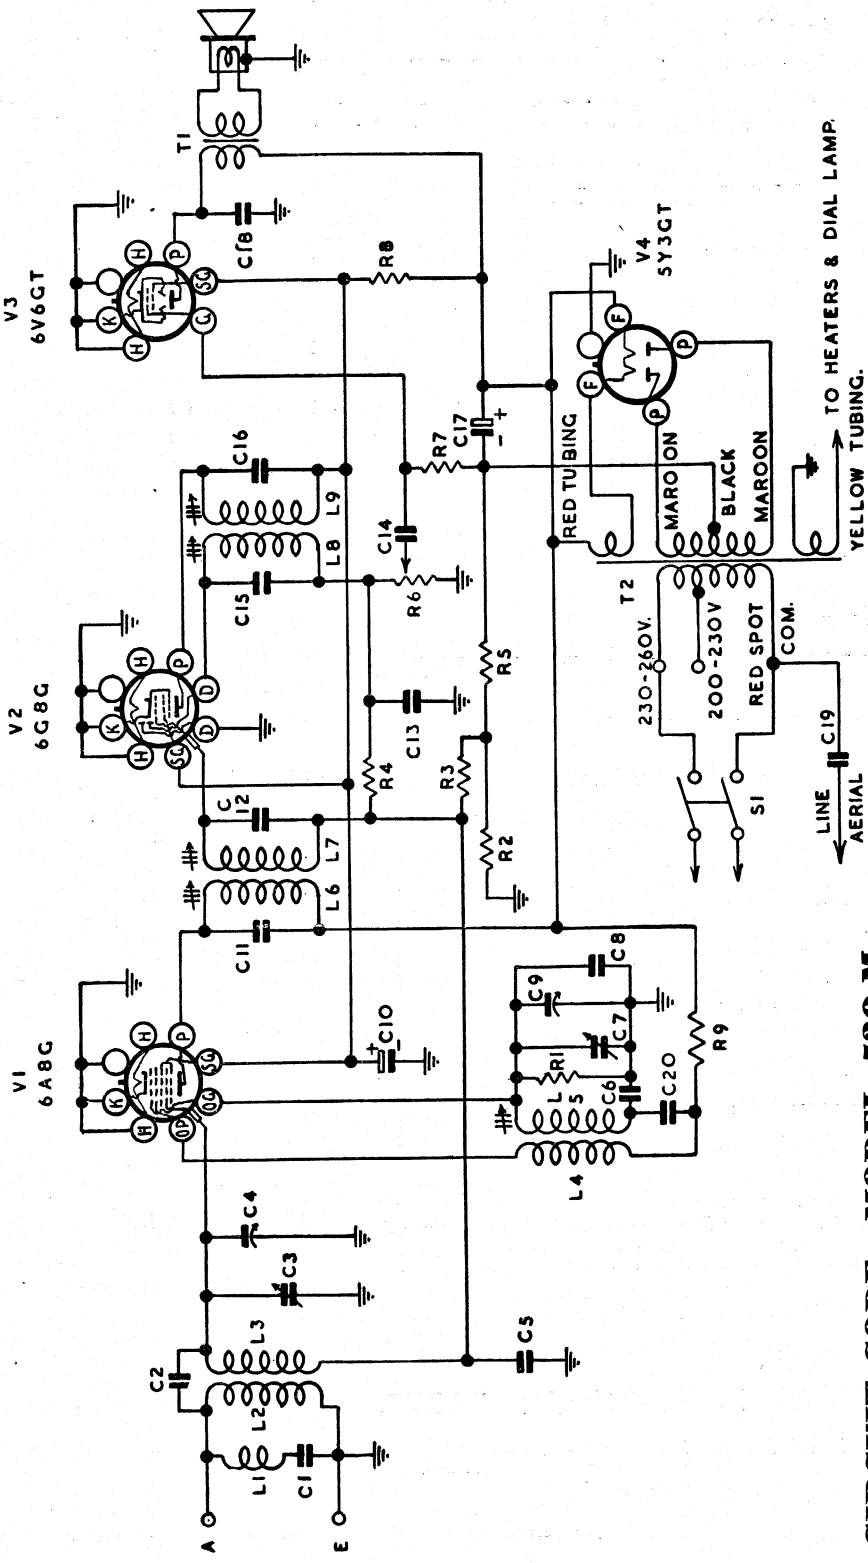 V1
6A8G
V2
6G8G
V3
6V6GT
K
H
H
OP
OG
SG
P
K
H
H
SG
D
D
P
K
H
H
G
SG
P
A
E
L1
C1
L2
C2
L3
C3
C4
C5
L4
L5
R1
C6
C7
C9
C8
C20
R9
C10
C11
L6
L7
C12
R2
R3
R4
R5
C13
C15
L8
L9
C16
R6
C14
R7
C17
R8
C18
T1
+
-
+
-
V4
5Y3GT
F
F
P
P
RED TUBING
MAROON
BLACK
MAROON
T2
230-260V.
200-230V
RED SPOT
COM.
S1
C19
LINE
AERIAL
TO HEATERS & DIAL LAMP.
YELLOW TUBING.